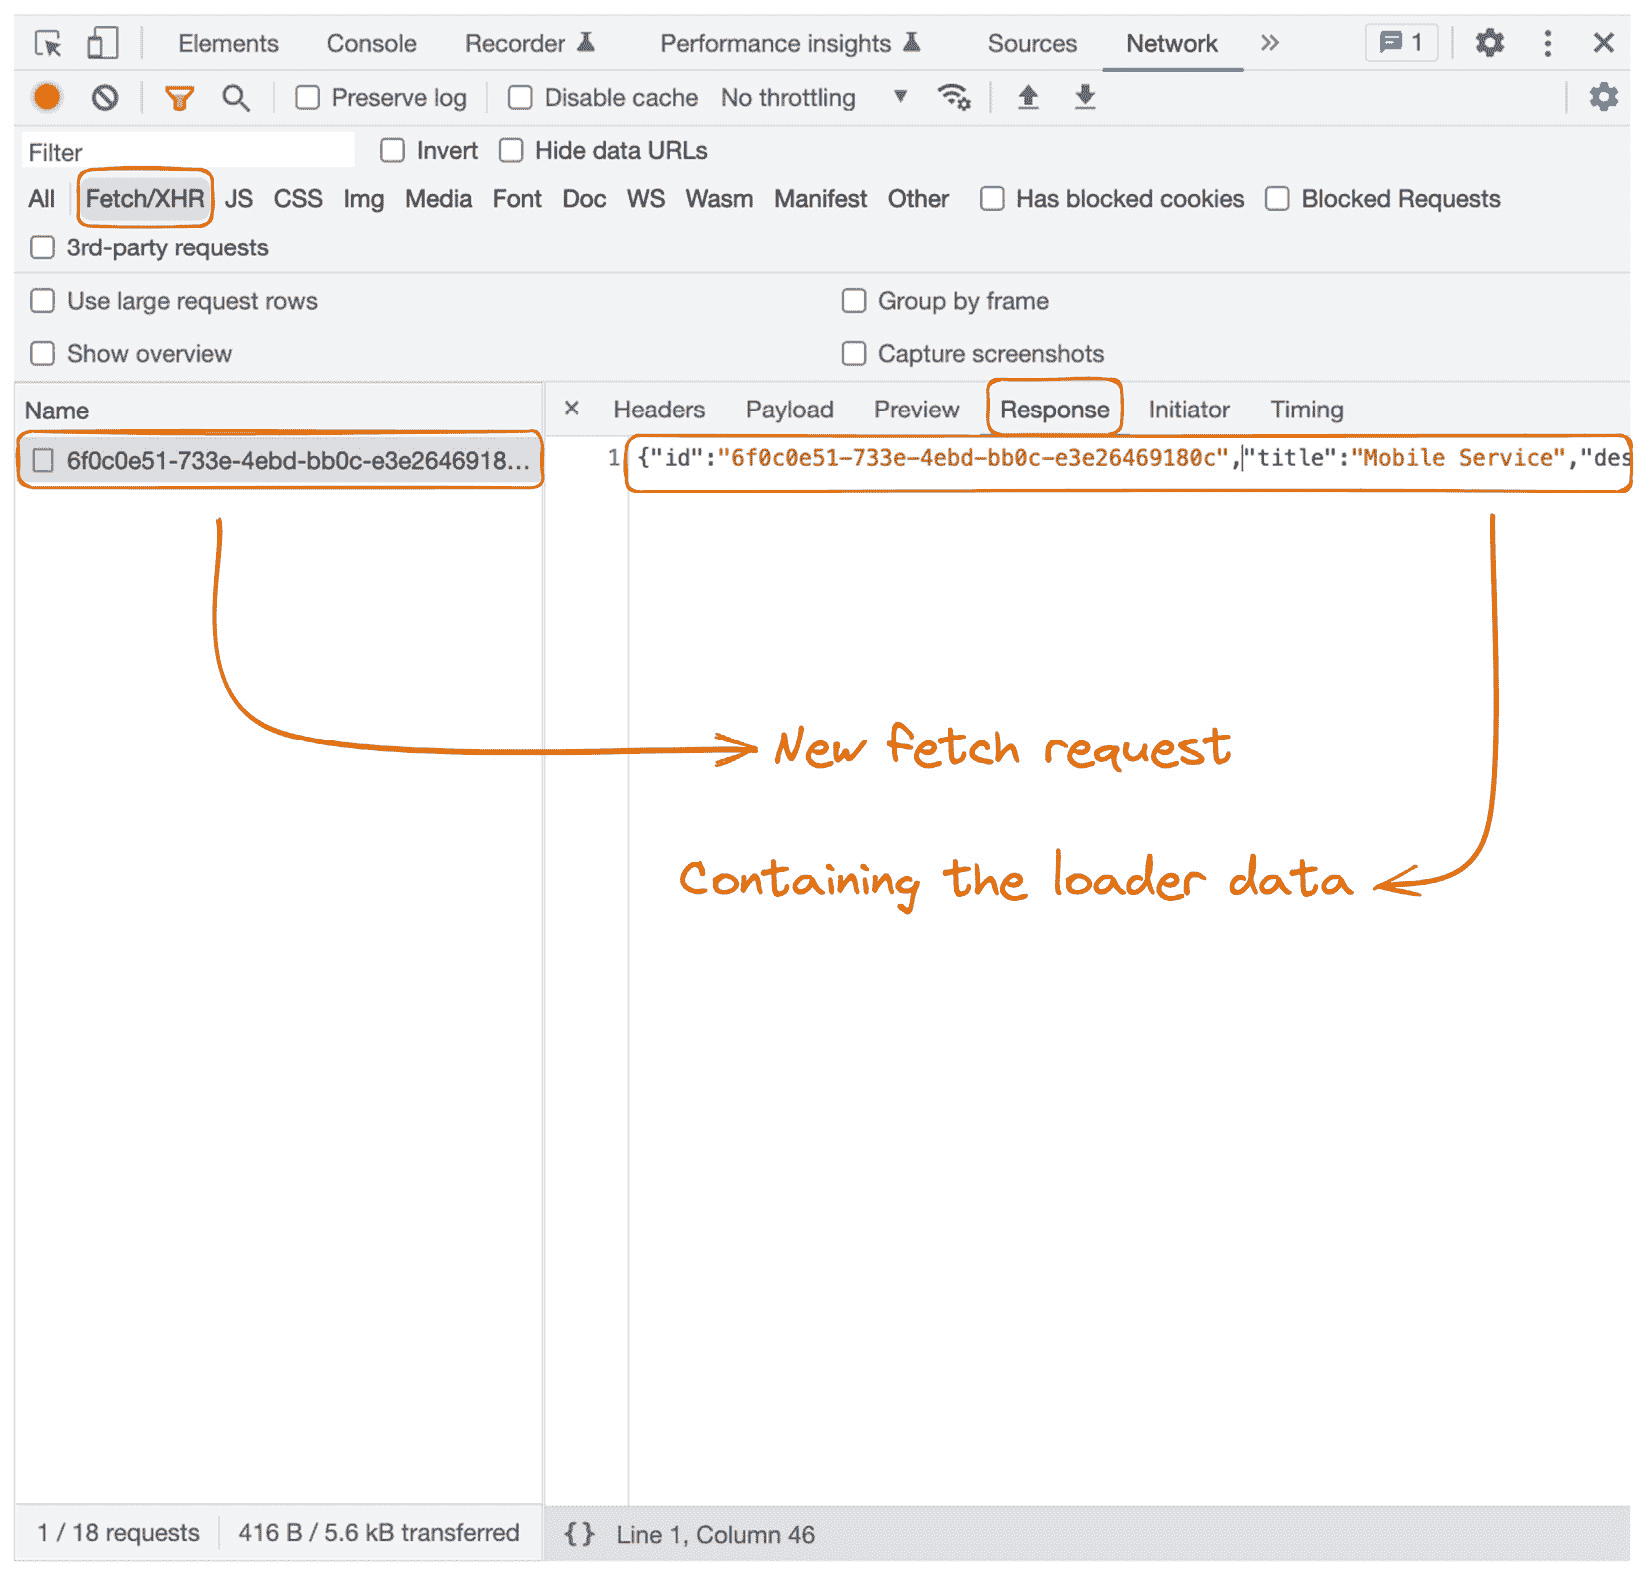 Elements Console Recorder Performance insights Sources Network 1
Preserve log Disable cache No throttling
Filter Invert Hide data URLs
All Fetch/XHR JS CSS Img Media Font Doc WS Wasm Manifest Other Has blocked cookies Blocked Requests
3rd-party requests
Use large request rows Group by frame
Show overview Capture screenshots
Name × Headers Payload Preview Response Initiator Timing
6f0c0e51-733e-4ebd-bb0c-e3e2646918... 1 {"id":"6f0c0e51-733e-4ebd-bb0c-e3e26469180c","title":"Mobile Service","des
New fetch request
Containing the loader data
1 / 18 requests 416 B / 5.6 kB transferred {} Line 1, Column 46